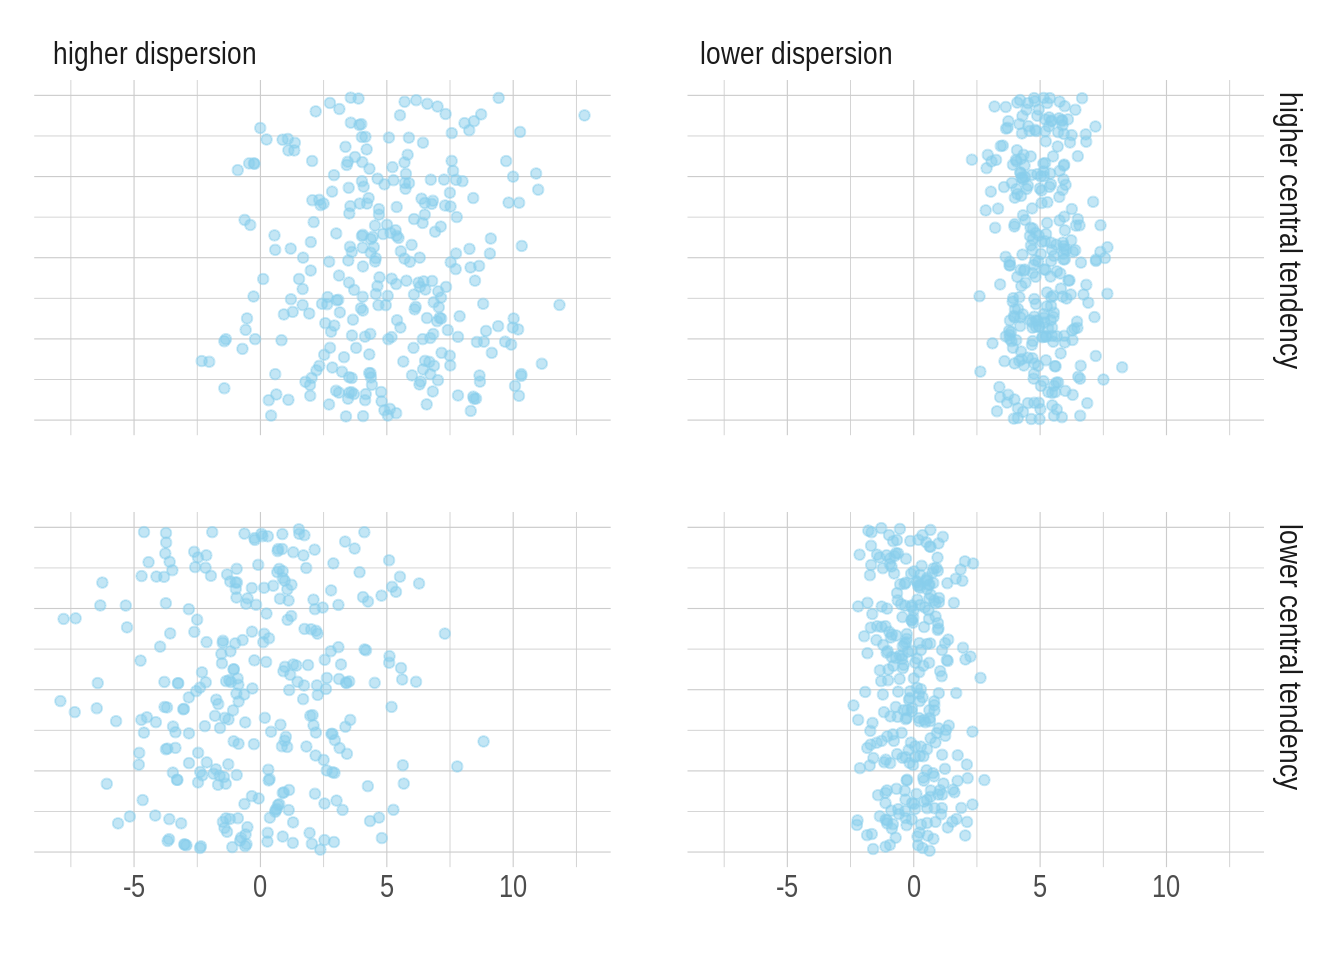 higher dispersion
lower dispersion
higher central tendency
lower central tendency
-5 0 5 10
-5 0 5 10